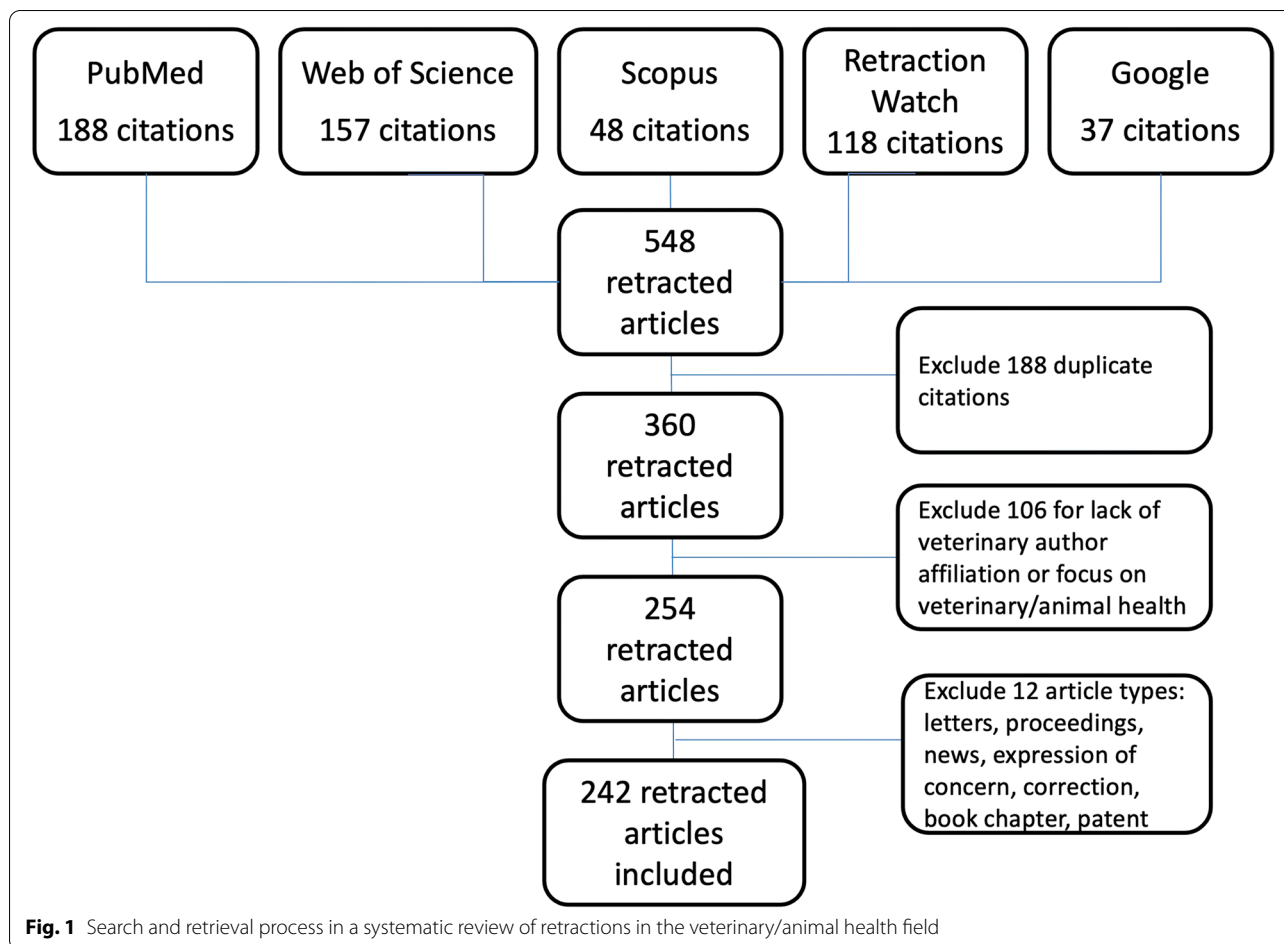 PubMed
188 citations
Web of Science
157 citations
Scopus
48 citations
Retraction
Watch
118 citations
Google
37 citations
548
retracted
articles
Exclude 188 duplicate
citations
360
retracted
articles
Exclude 106 for lack of
veterinary author
affiliation or focus on
veterinary/animal health
254
retracted
articles
Exclude 12 article types:
letters, proceedings,
news, expression of
concern, correction,
book chapter, patent
242 retracted
articles
included
Fig. 1 Search and retrieval process in a systematic review of retractions in the veterinary/animal health field